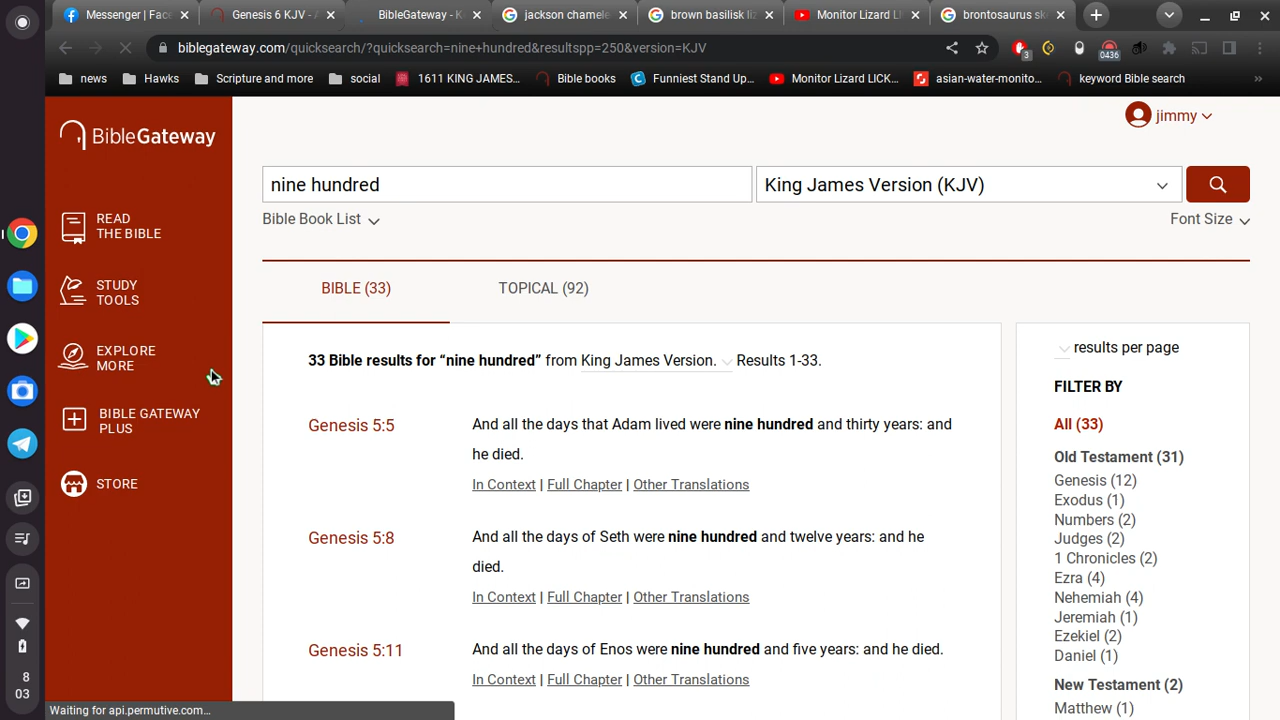 Messenger | Fac
Genesis 6 KJV - A
BibleGateway - K
jackson chamele
brown basilisk liz
Monitor Lizard LI
brontosaurus ske
biblegateway.com/quicksearch/?quicksearch=nine+hundred&resultspp=250&version=KJV
3
0436
news
Hawks
Scripture and more
social
1611 KING JAMES...
Bible books
Funniest Stand Up...
Monitor Lizard LICK...
asian-water-monito...
keyword Bible search
»
BibleGateway
jimmy
nine hundred
King James Version (KJV)
Bible Book List
Font Size
READ
THE BIBLE
STUDY
TOOLS
EXPLORE
MORE
BIBLE GATEWAY
PLUS
STORE
BIBLE (33)
TOPICAL (92)
33 Bible results for “nine hundred” from King James Version. Results 1-33.
Genesis 5:5
And all the days that Adam lived were nine hundred and thirty years: and
he died.
In Context | Full Chapter | Other Translations
Genesis 5:8
And all the days of Seth were nine hundred and twelve years: and he
died.
In Context | Full Chapter | Other Translations
Genesis 5:11
And all the days of Enos were nine hundred and five years: and he died.
In Context | Full Chapter | Other Translations
results per page
FILTER BY
All (33)
Old Testament (31)
Genesis (12)
Exodus (1)
Numbers (2)
Judges (2)
1 Chronicles (2)
Ezra (4)
Nehemiah (4)
Jeremiah (1)
Ezekiel (2)
Daniel (1)
New Testament (2)
Matthew (1)
8
03
Waiting for api.permutive.com...